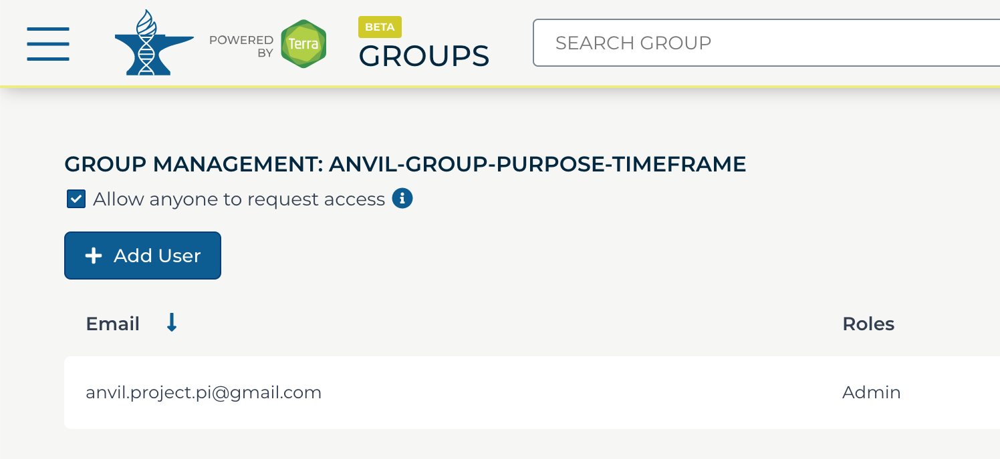 POWERED
BY
Terra
BETA
GROUPS
SEARCH GROUP
GROUP MANAGEMENT: ANVIL-GROUP-PURPOSE-TIMEFRAME
Allow anyone to request access
Add User
Email Roles
anvil.project.pi@gmail.com Admin